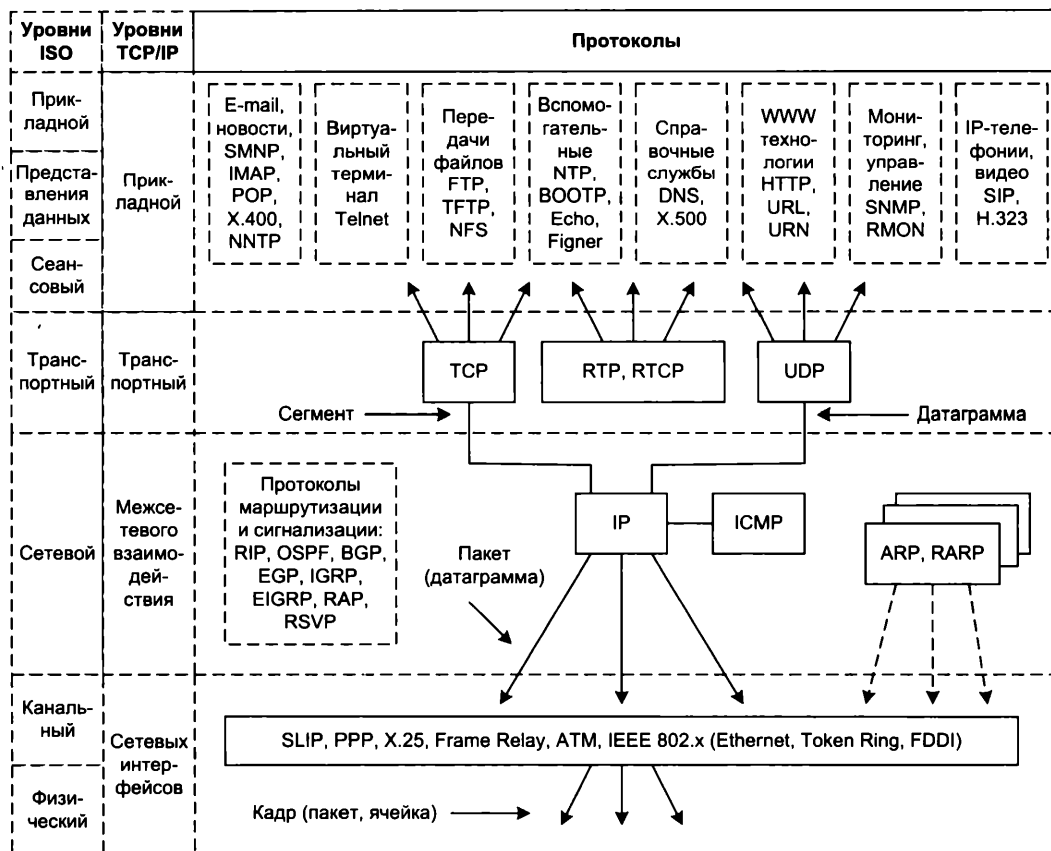 Уровни
ISO
Уровни
TCP/IP
Протоколы
Прик-
ладной
Предста-
вления
данных
Сеан-
совый
Прик-
ладной
E-mail,
новости,
SMNP,
IMAP,
POP,
X.400,
NNTP
Виртуа-
льный
терми-
нал
Telnet
Пере-
дачи
файлов
FTP,
TFTP,
NFS
Вспомо-
гатель-
ные
NTP,
BOOTP,
Echo,
Figner
Спра-
вочные
службы
DNS,
X.500
WWW
техно-
логии
HTTP,
URL,
URN
Мони-
торинг,
управ-
ление
SNMP,
RMON
IP-теле-
фонии,
видео
SIP,
H.323
Транс-
портный
Транс-
портный
TCP
RTP, RTCP
UDP
Сегмент
Датаграмма
Сетевой
Межсе-
тевого
взаимо-
дей-
ствия
Протоколы
маршрутизации
и сигнализации:
RIP, OSPF, BGP,
EGP, IGRP,
EIGRP, RAP,
RSVP
IP
ICMP
ARP, RARP
Пакет
(датаграмма)
Каналь-
ный
Физи-
ческий
Сетевых
интер-
фейсов
SLIP, PPP, X.25, Frame Relay, ATM, IEEE 802.x (Ethernet, Token Ring, FDDI)
Кадр (пакет, ячейка)